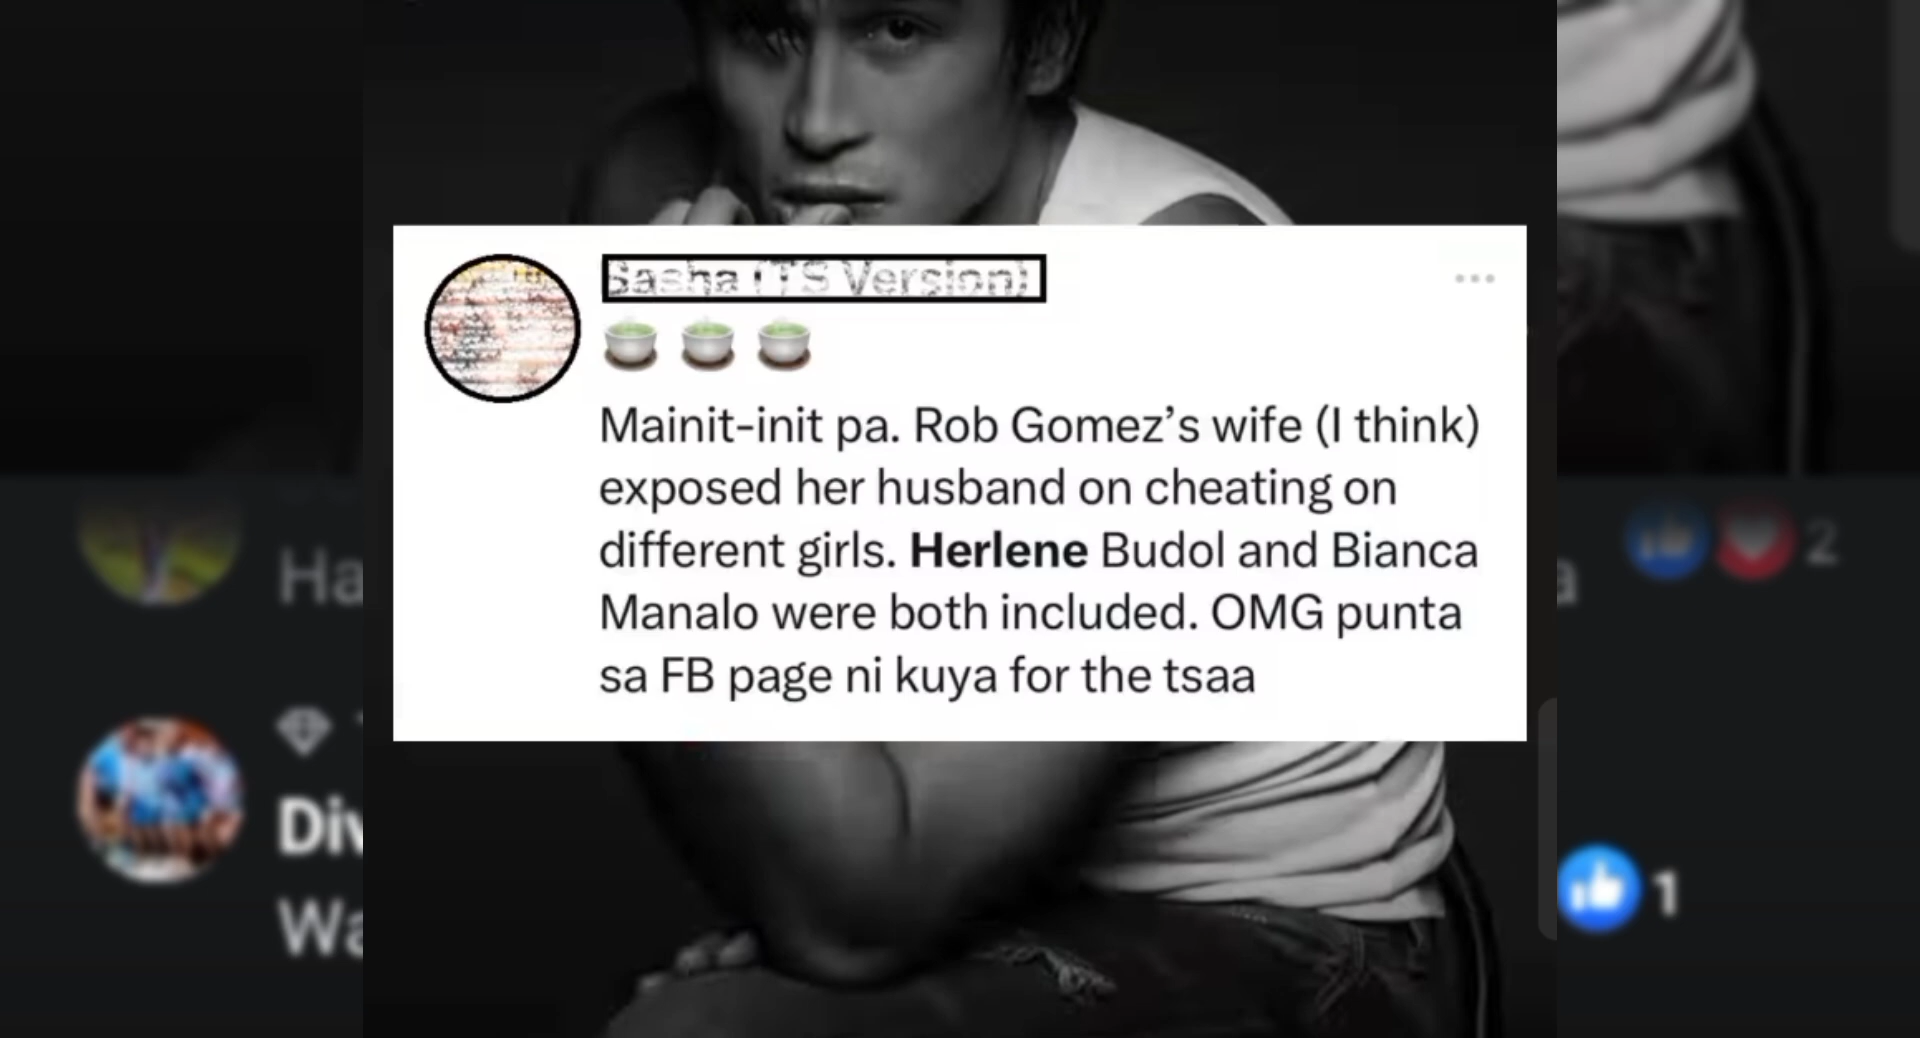 Sasha (TS Version)
Mainit-init pa. Rob Gomez’s wife (I think)
exposed her husband on cheating on
different girls. Herlene Budol and Bianca
Manalo were both included. OMG punta
sa FB page ni kuya for the tsaa
Ha
2
Div
Wa
1